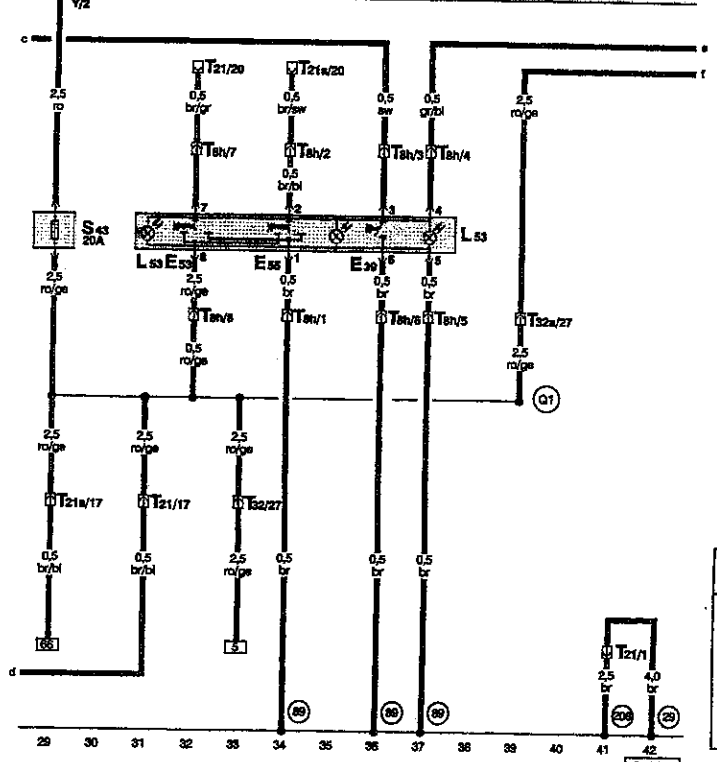 Y/2
c
e
f
T21/20
T21a/20
2,5
ro
0,5
br/gr
0,5
br/sw
0,5
sw
0,5
gr/bl
2,5
ro/ge
T8h/7
T8h/2
T8h/3
T8h/4
0,5
br/bl
7
2
3
4
S43
20A
L53
L53
E53
8
E55
1
E39
6
5
2,5
ro/ge
2,5
ro/ge
0,5
br
0,5
br
0,5
br
T8h/8
T8h/1
T8h/6
T8h/5
T32a/27
0,5
ro/ge
2,5
ro/ge
Q1
2,5
ro/ge
2,5
ro/ge
2,5
ro/ge
T21a/17
T21/17
T32/27
0,5
br/bl
0,5
br/bl
2,5
ro/ge
0,5
br
0,5
br
0,5
br
66
5
T21/1
d
2,5
br
4,0
br
89
89
89
206
29
29 30 31 32 33 34 35 36 37 38 39 40 41 42